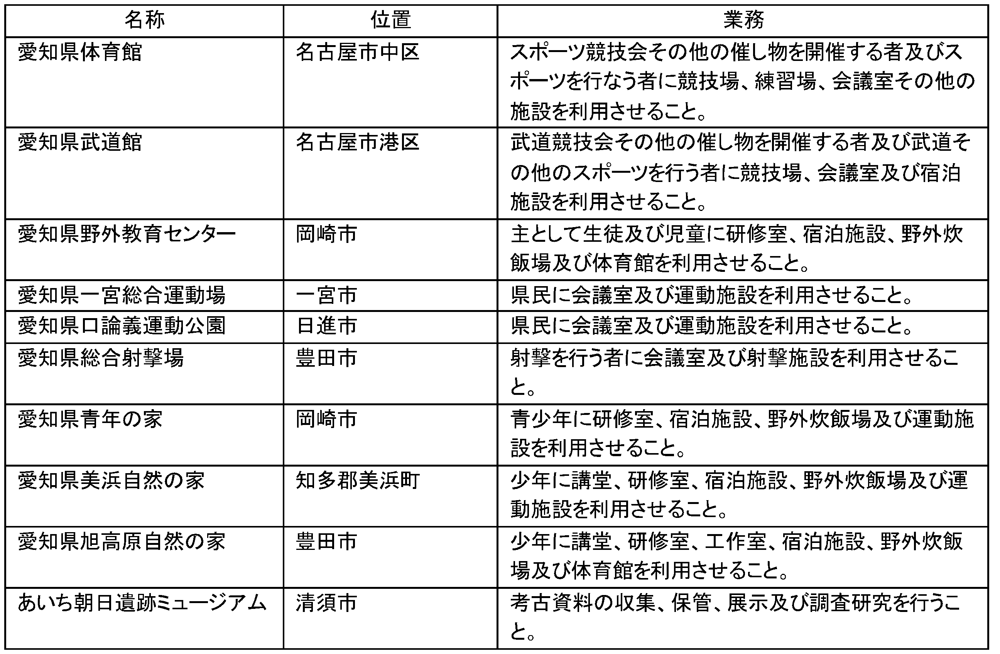 名称 位置 業務
愛知県体育館 名古屋市中区 スポーツ競技会その他の催し物を開催する者及びス
ポーツを行なう者に競技場、練習場、会議室その他の
施設を利用させること。
愛知県武道館 名古屋市港区 武道競技会その他の催し物を開催する者及び武道そ
の他のスポーツを行う者に競技場、会議室及び宿泊
施設を利用させること。
愛知県野外教育センター 岡崎市 主として生徒及び児童に研修室、宿泊施設、野外炊
飯場及び体育館を利用させること。
愛知県一宮総合運動場 一宮市 県民に会議室及び運動施設を利用させること。
愛知県口論義運動公園 日進市 県民に会議室及び運動施設を利用させること。
愛知県総合射撃場 豊田市 射撃を行う者に会議室及び射撃施設を利用させるこ
と。
愛知県青年の家 岡崎市 青少年に研修室、宿泊施設、野外炊飯場及び運動施
設を利用させること。
愛知県美浜自然の家 知多郡美浜町 少年に講堂、研修室、宿泊施設、野外炊飯場及び運
動施設を利用させること。
愛知県旭高原自然の家 豊田市 少年に講堂、研修室、工作室、宿泊施設、野外炊飯
場及び体育館を利用させること。
あいち朝日遺跡ミュージアム 清須市 考古資料の収集、保管、展示及び調査研究を行うこ
と。